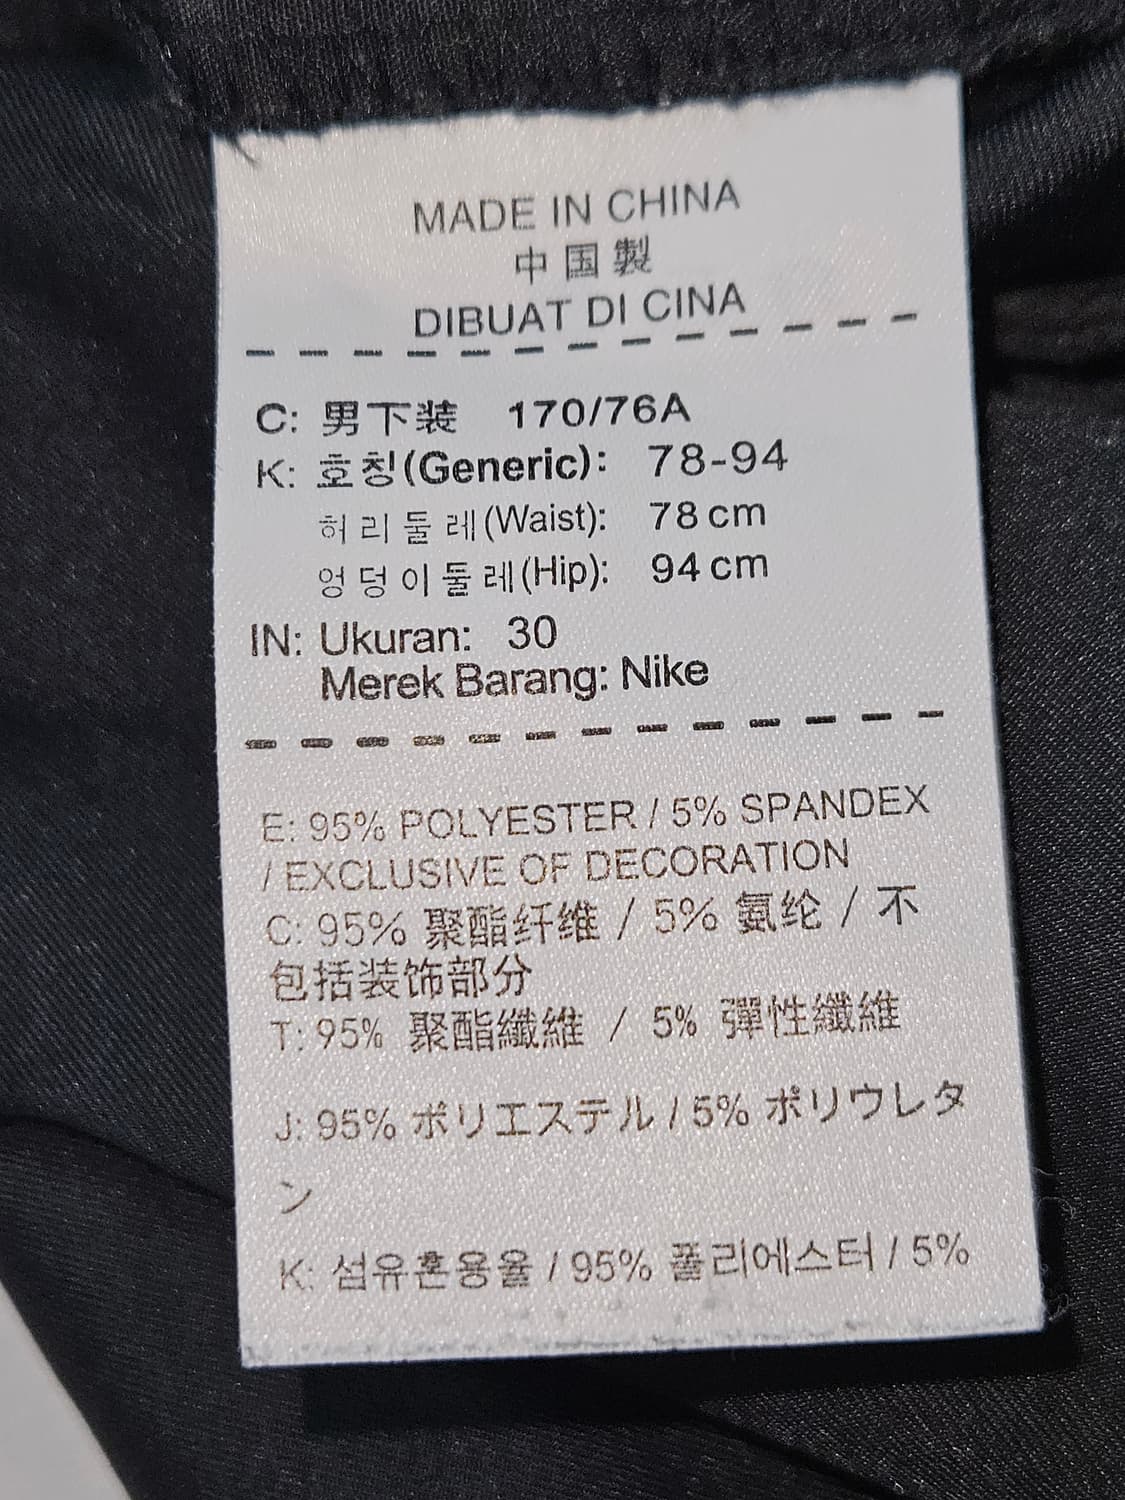 MADE IN CHINA
中国製
DIBUAT DI CINA
C: 男下装 170/76A
K: 호칭(Generic): 78-94
허리둘레(Waist): 78cm
엉덩이둘레(Hip): 94cm
IN: Ukuran: 30
Merek Barang: Nike
E: 95% POLYESTER / 5% SPANDEX
/ EXCLUSIVE OF DECORATION
C: 95% 聚酯纤维 / 5% 氨纶 / 不
包括装饰部分
T: 95% 聚酯纖維 / 5% 彈性纖維
J: 95% ポリエステル / 5% ポリウレタ
ン
K: 섬유혼용율 / 95% 폴리에스터 / 5%